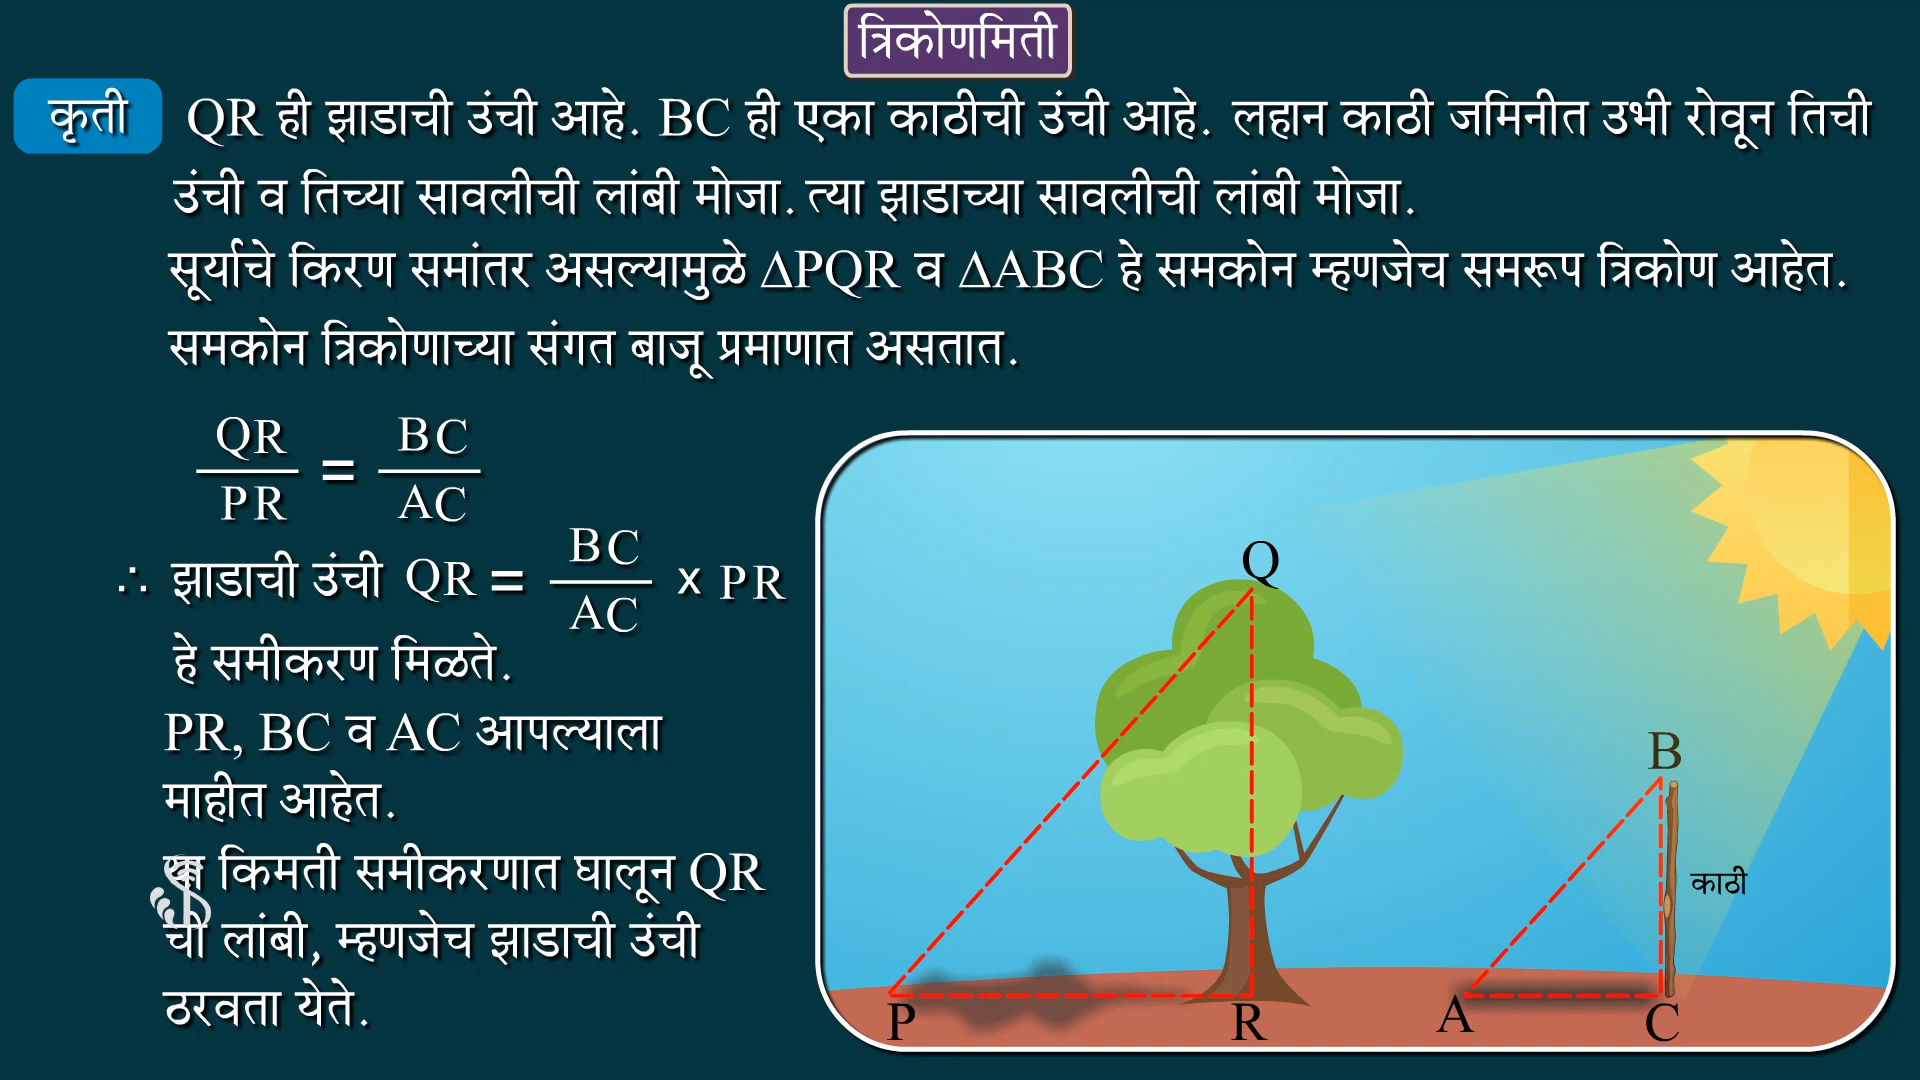 त्रिकोणमिती
कृती QR ही झाडाची उंची आहे. BC ही एका काठीची उंची आहे. लहान काठी जमिनीत उभी रोवून तिची
उंची व तिच्या सावलीची लांबी मोजा. त्या झाडाच्या सावलीची लांबी मोजा.
सूर्याचे किरण समांतर असल्यामुळे ∆PQR व ∆ABC हे समकोन म्हणजेच समरूप त्रिकोण आहेत.
समकोन त्रिकोणाच्या संगत बाजू प्रमाणात असतात.
QR/PR = BC/AC
∴ झाडाची उंची QR = BC/AC x PR
हे समीकरण मिळते.
PR, BC व AC आपल्याला
माहीत आहेत.
या किमती समीकरणात घालून QR
ची लांबी, म्हणजेच झाडाची उंची
ठरवता येते.
Q
B
काठी
P
R
A
C